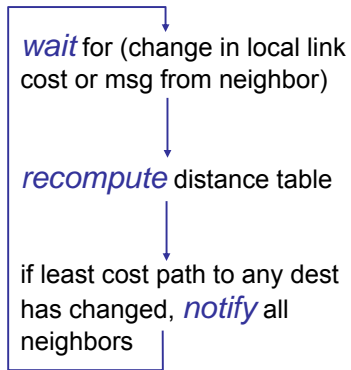 wait for (change in local link
cost or msg from neighbor)
recompute distance table
if least cost path to any dest
has changed, notify all
neighbors